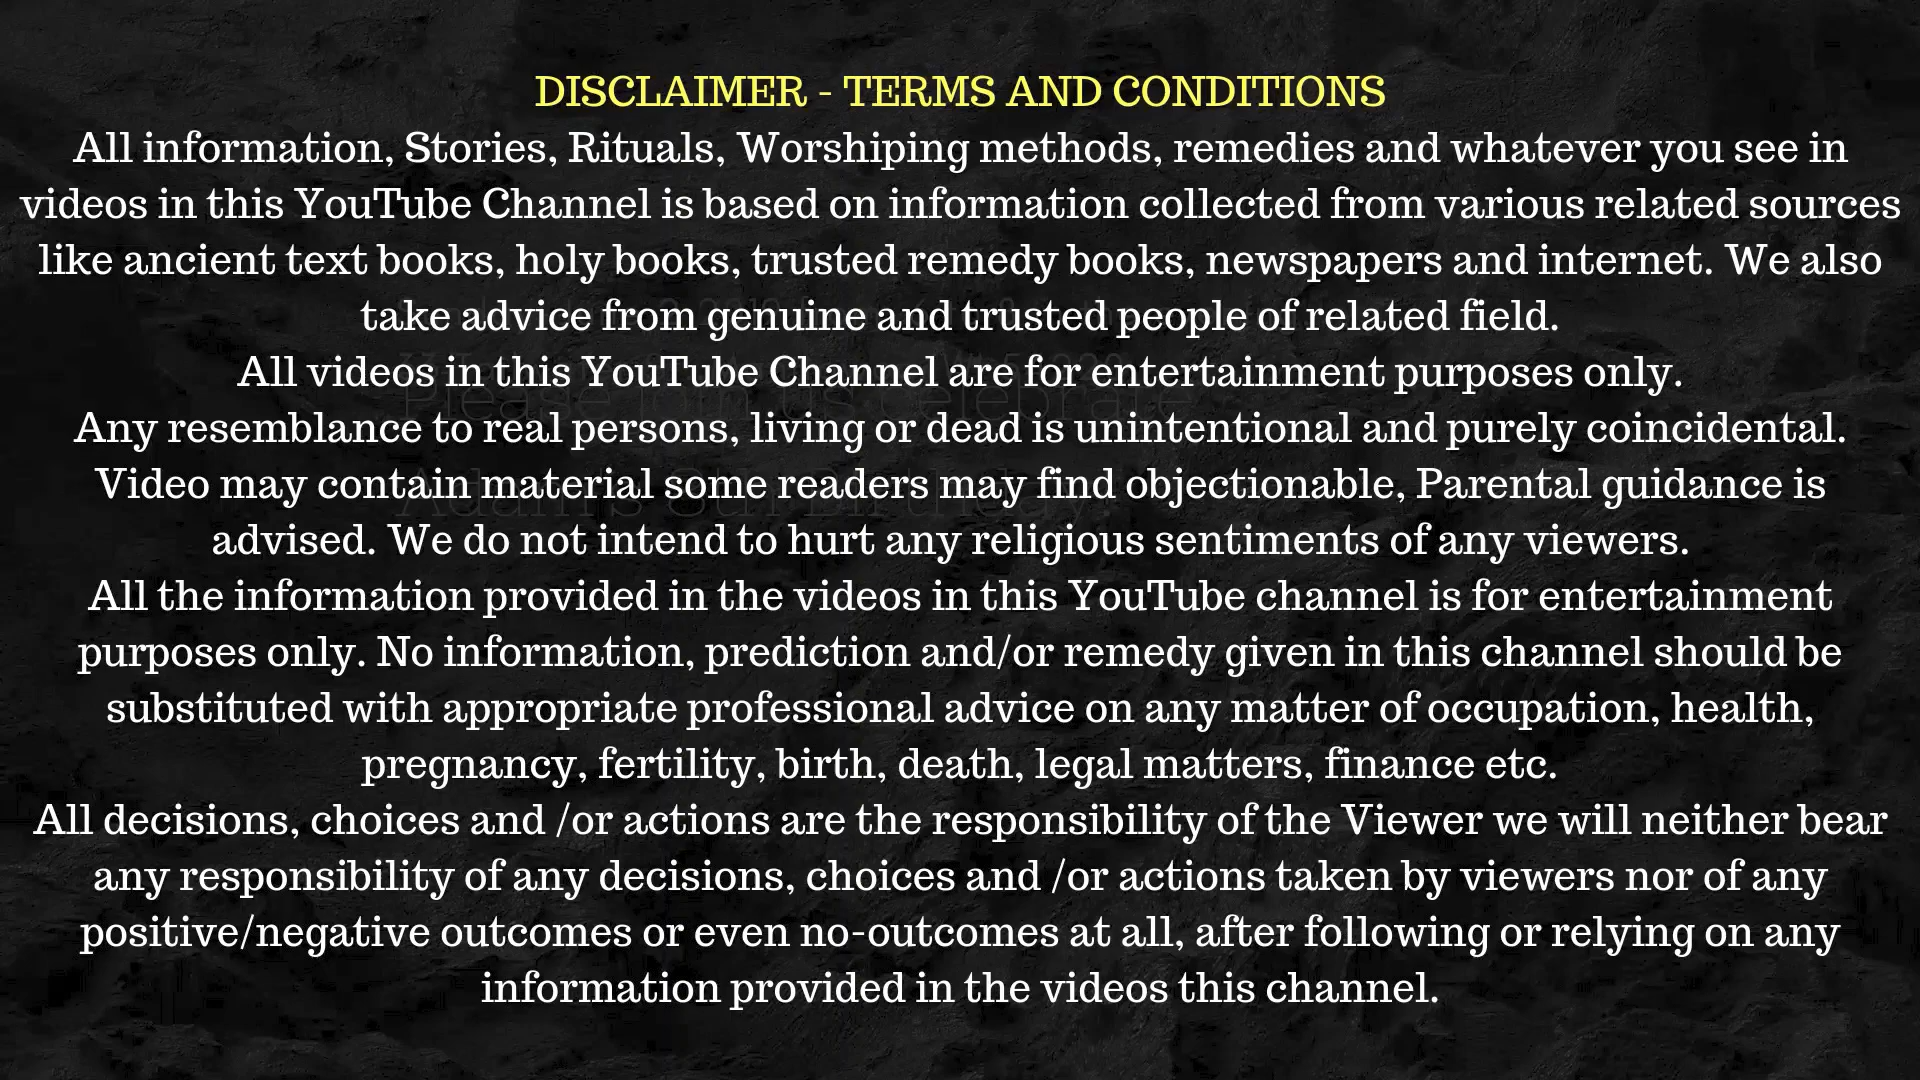 DISCLAIMER - TERMS AND CONDITIONS
All information, Stories, Rituals, Worshiping methods, remedies and whatever you see in
videos in this YouTube Channel is based on information collected from various related sources
like ancient text books, holy books, trusted remedy books, newspapers and internet. We also
take advice from genuine and trusted people of related field.
All videos in this YouTube Channel are for entertainment purposes only.
Please join us Celebrate
Any resemblance to real persons, living or dead is unintentional and purely coincidental.
Video may contain material some readers may find objectionable, Parental guidance is
Adam's 8th Birthday!
advised. We do not intend to hurt any religious sentiments of any viewers.
All the information provided in the videos in this YouTube channel is for entertainment
purposes only. No information, prediction and/or remedy given in this channel should be
substituted with appropriate professional advice on any matter of occupation, health,
pregnancy, fertility, birth, death, legal matters, finance etc.
All decisions, choices and /or actions are the responsibility of the Viewer we will neither bear
any responsibility of any decisions, choices and /or actions taken by viewers nor of any
positive/negative outcomes or even no-outcomes at all, after following or relying on any
information provided in the videos this channel.